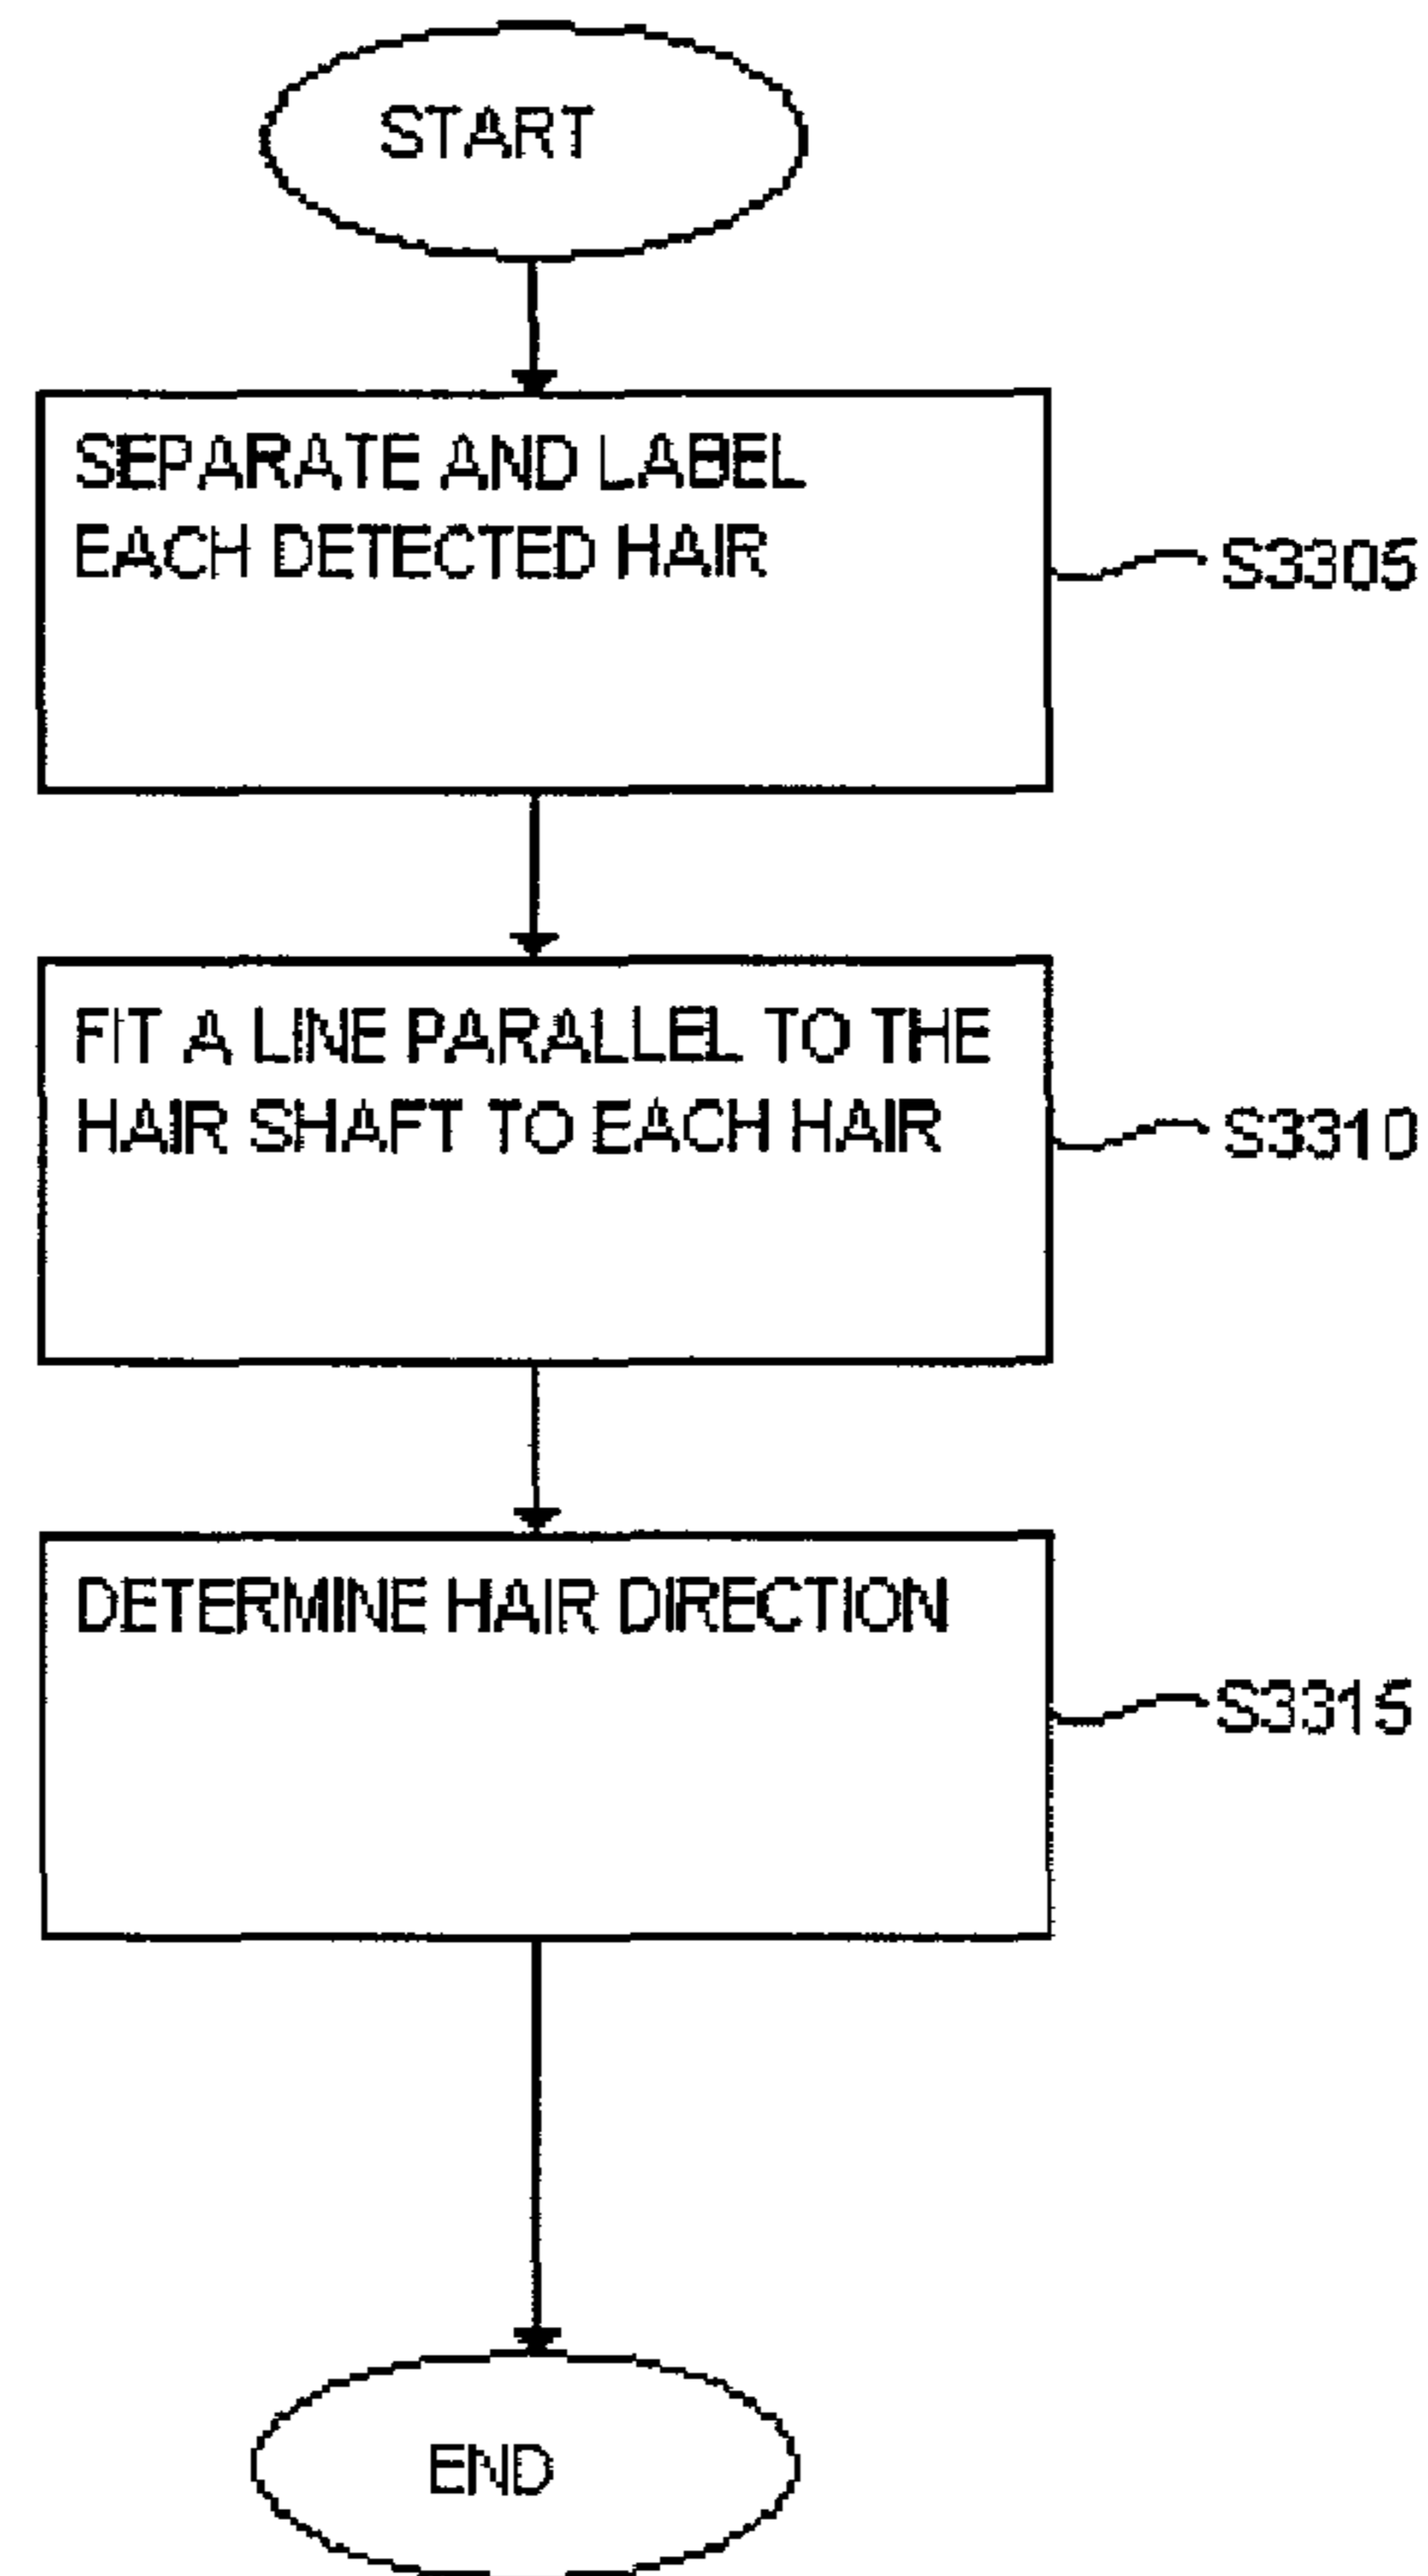 START
SEPARATE AND LABEL
EACH DETECTED HAIR
S3305
FIT A LINE PARALLEL TO THE
HAIR SHAFT TO EACH HAIR
S3310
DETERMINE HAIR DIRECTION
S3315
END